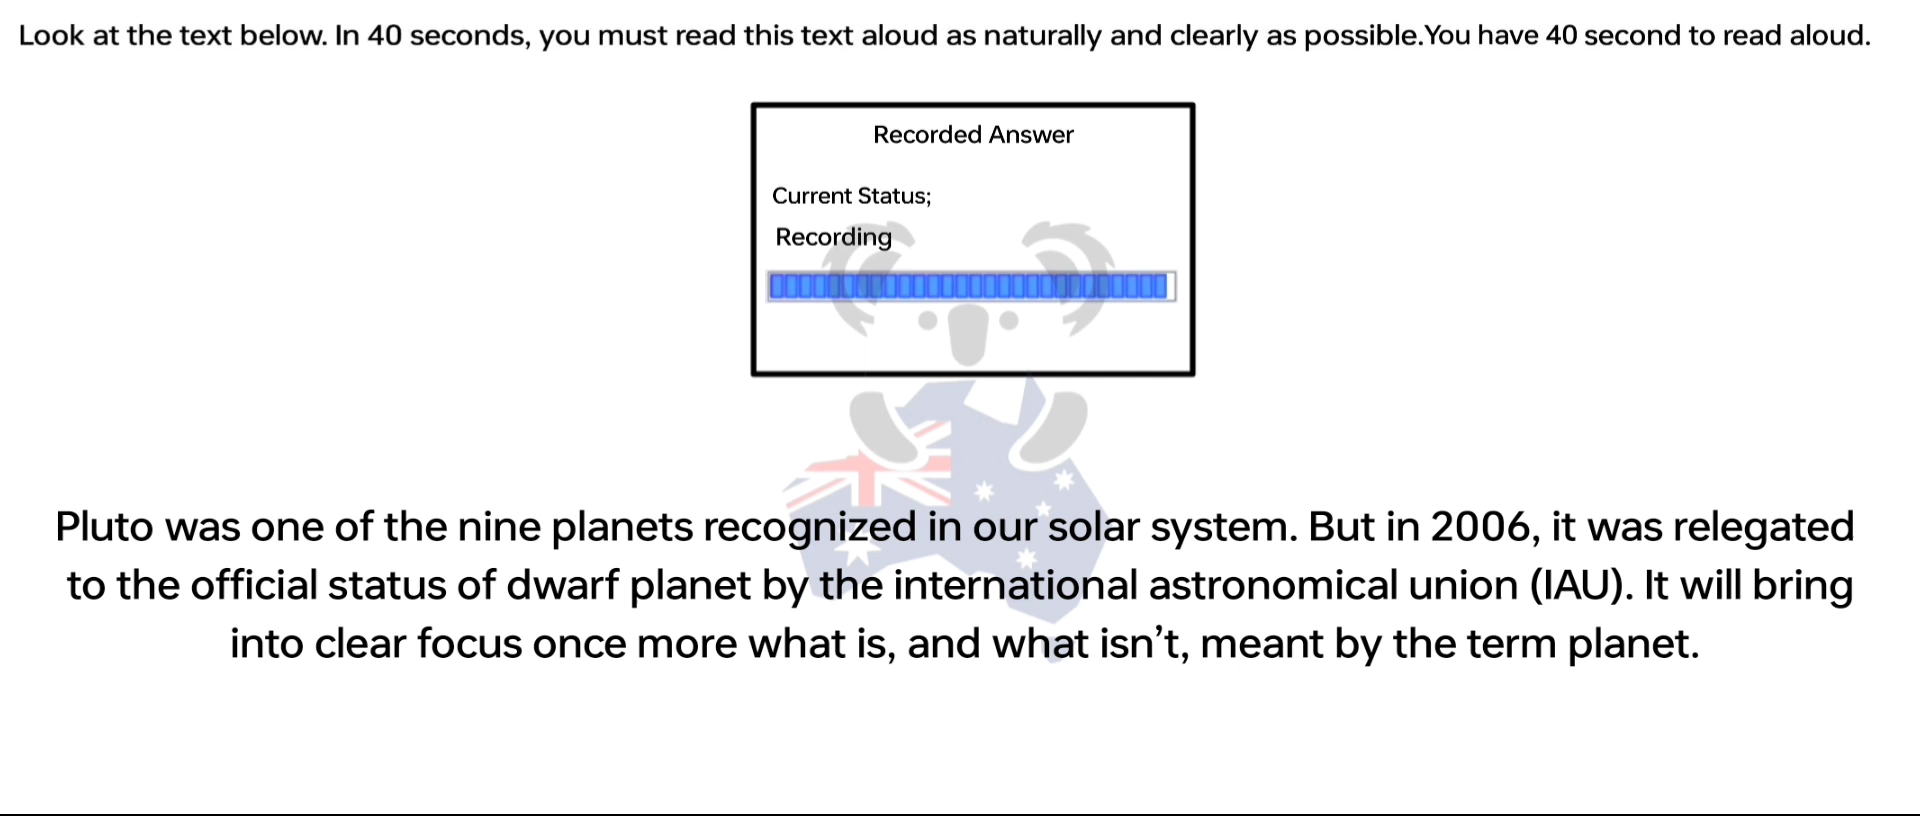 Look at the text below. In 40 seconds, you must read this text aloud as naturally and clearly as possible.You have 40 second to read aloud.
Recorded Answer
Current Status;
Recording
Pluto was one of the nine planets recognized in our solar system. But in 2006, it was relegated
to the official status of dwarf planet by the international astronomical union (IAU). It will bring
into clear focus once more what is, and what isn’t, meant by the term planet.